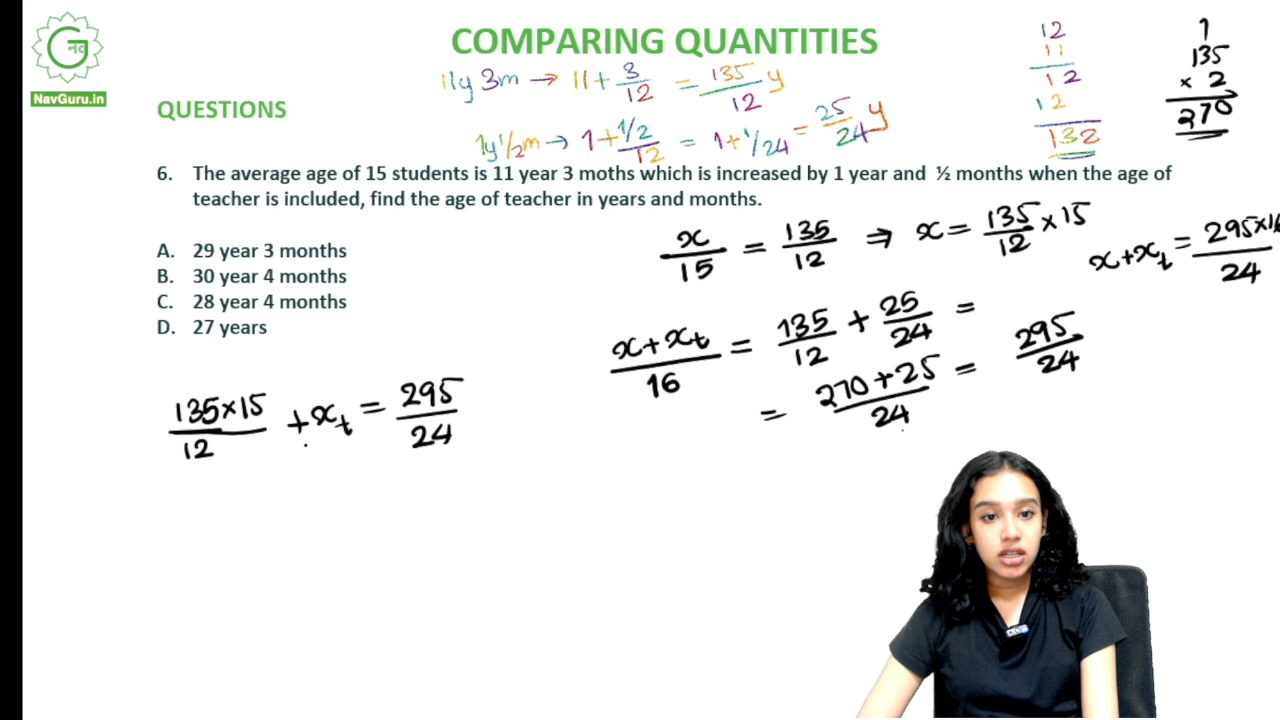 COMPARING QUANTITIES
नव
NavGuru.in
QUESTIONS
11y 3m → 11 + 3/12 = 135/12 y
1y 1/2m → 1 + 1/2/12 = 1 + 1/24 = 25/24 y
12
11
12
12
132
1
135
× 2
270
6. The average age of 15 students is 11 year 3 moths which is increased by 1 year and ½ months when the age of
teacher is included, find the age of teacher in years and months.
A. 29 year 3 months
B. 30 year 4 months
C. 28 year 4 months
D. 27 years
x/15 = 135/12 ⇒ x = 135/12 × 15
x + xt = 295×16/24
x + xt/16 = 135/12 + 25/24 =
= 270 + 25/24 = 295/24
135×15/12 + xt = 295/24